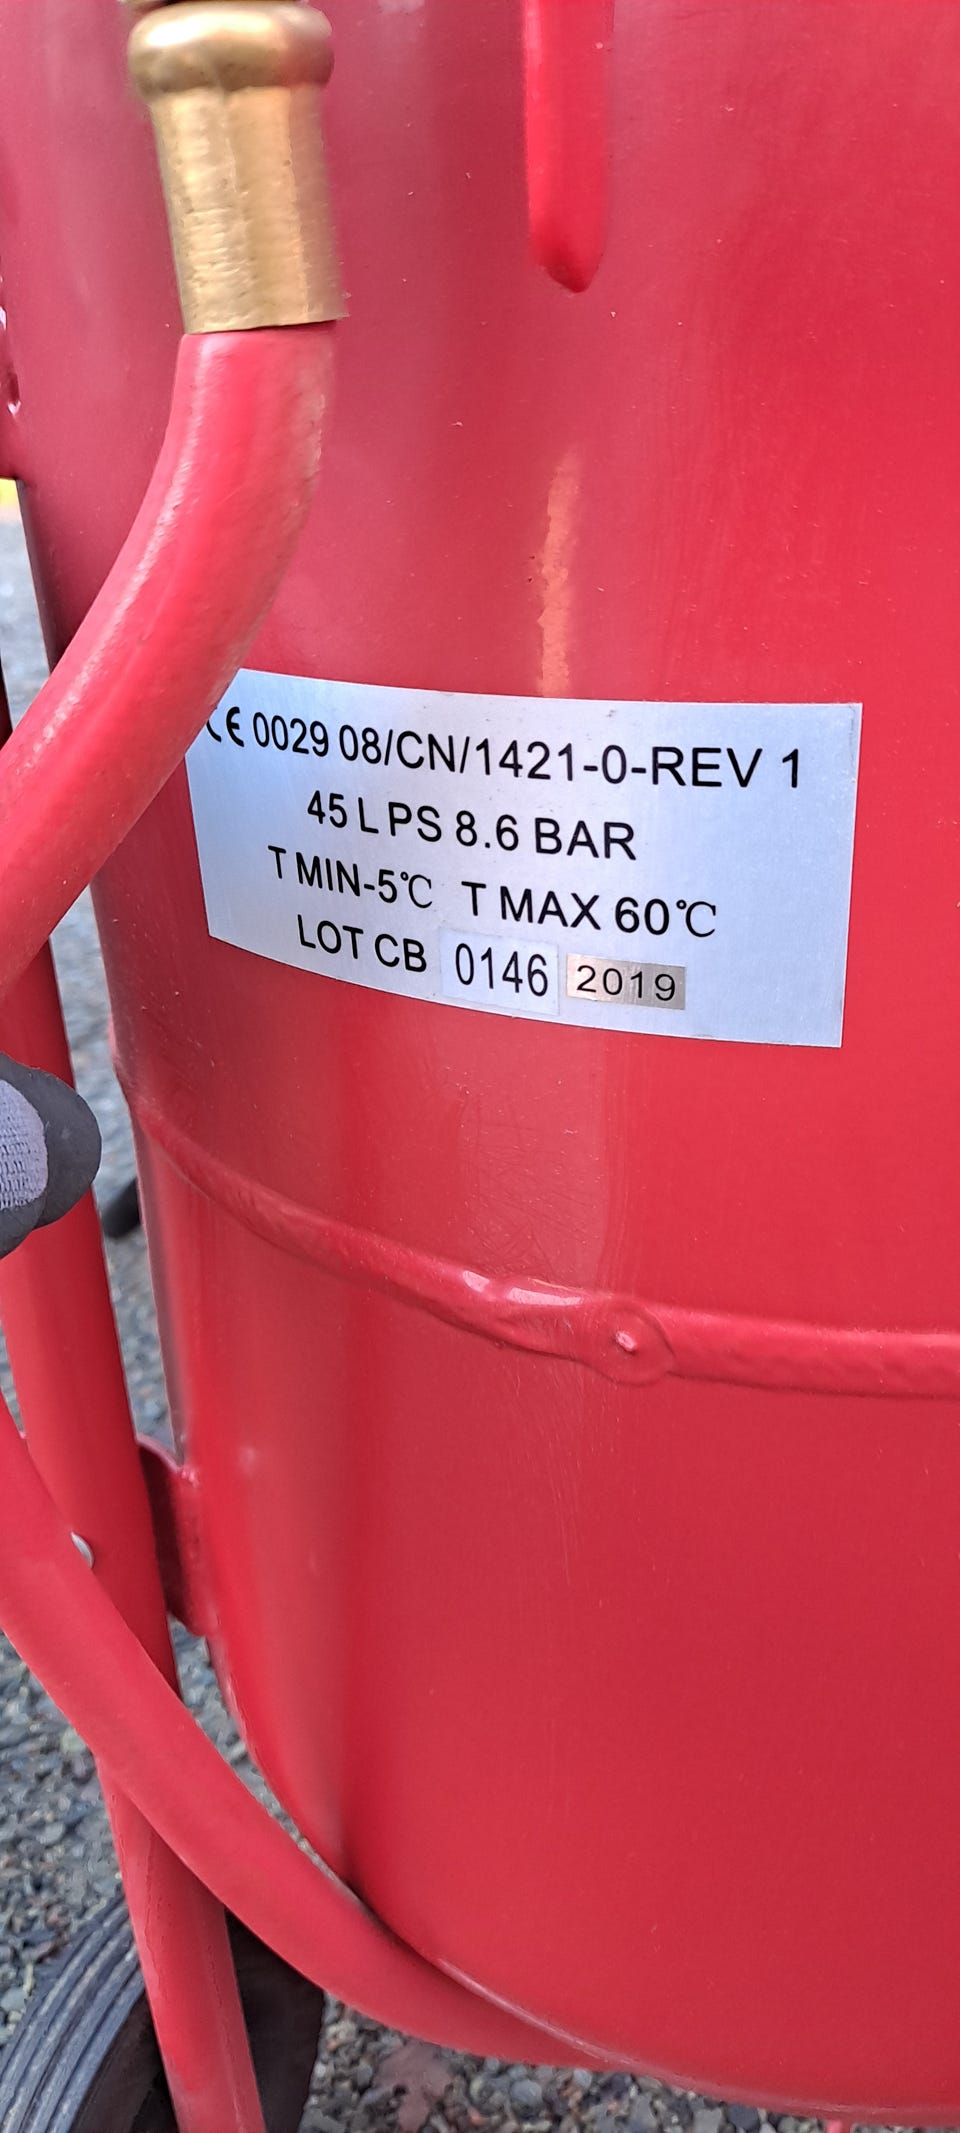 CE 0029 08/CN/1421-0-REV 1
45 L PS 8.6 BAR
T MIN-5℃ T MAX 60℃
LOT CB 0146 2019